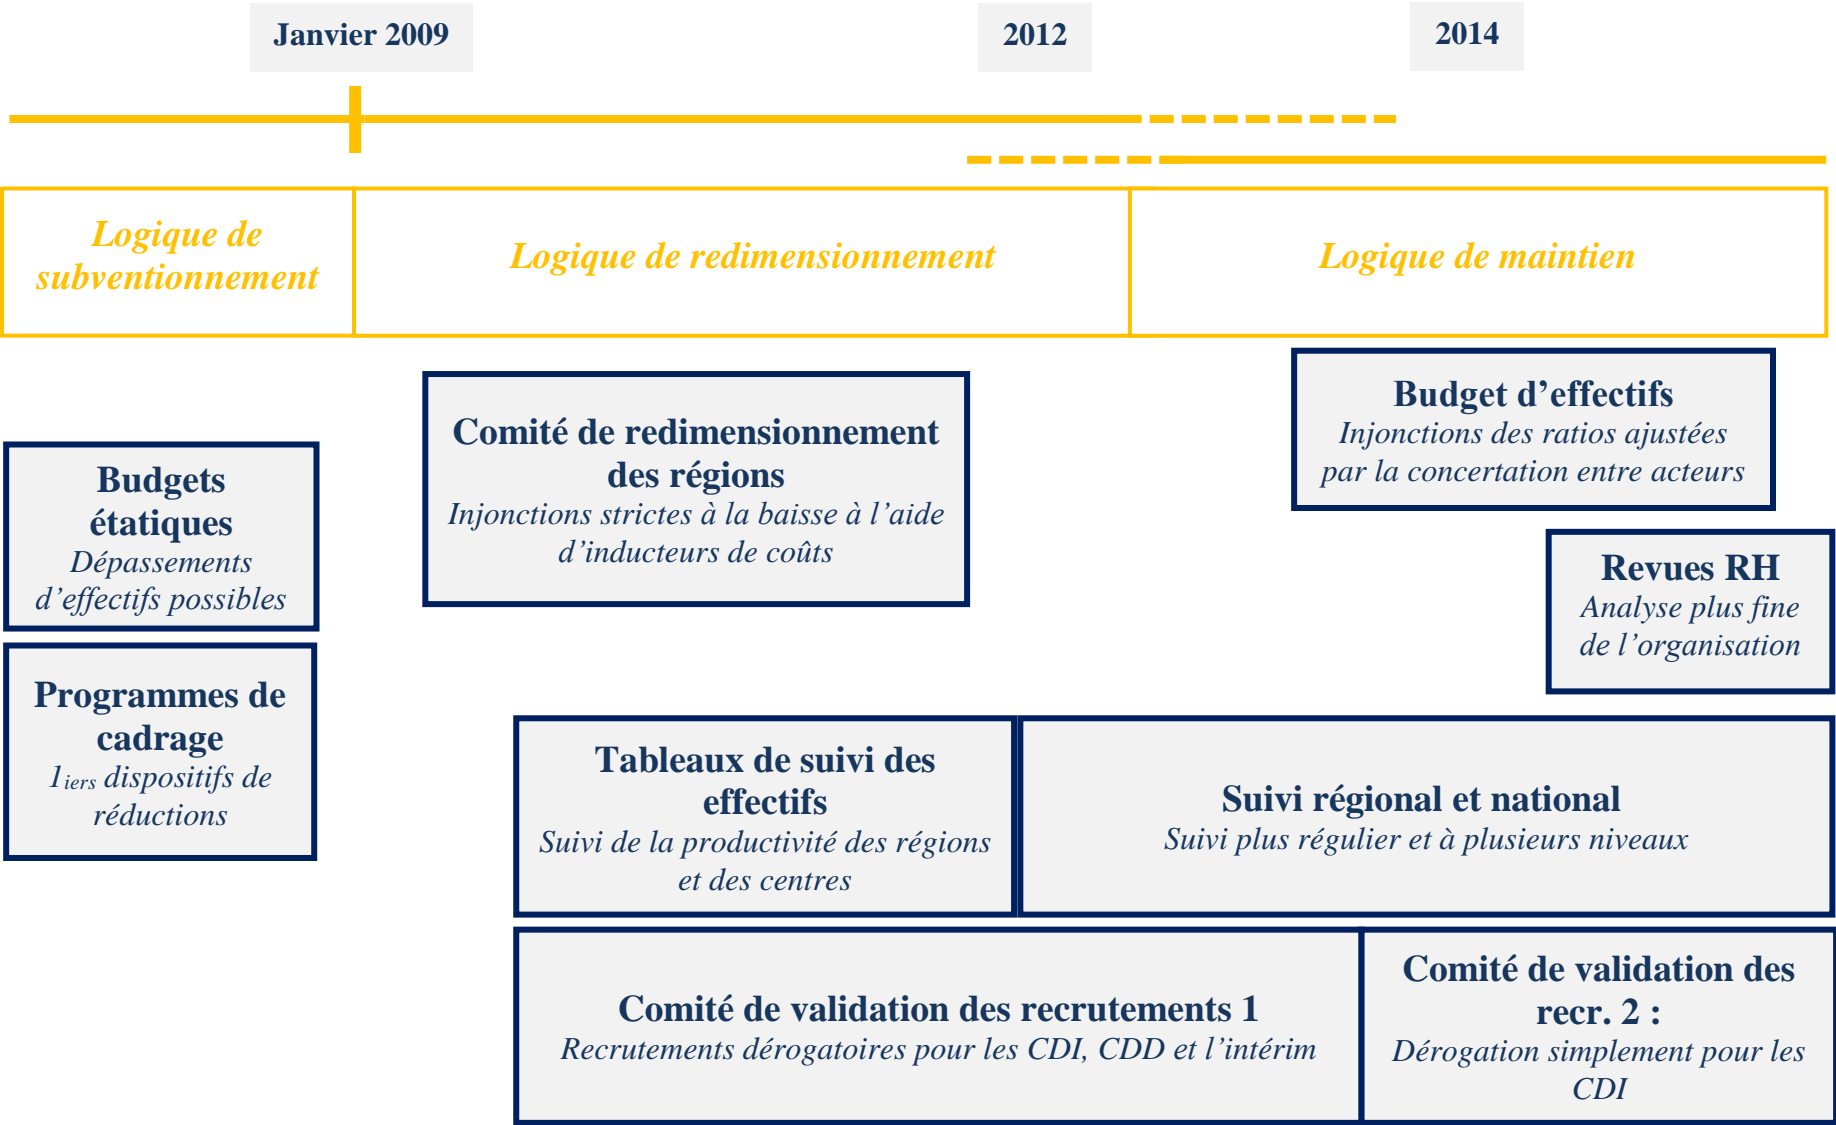 Janvier 2009
2012
2014
Logique de
subventionnement
Logique de redimensionnement
Logique de maintien
Budgets
étatiques
Dépassements
d’effectifs possibles
Programmes de
cadrage
1iers dispositifs de
réductions
Comité de redimensionnement
des régions
Injonctions strictes à la baisse à l’aide
d’inducteurs de coûts
Budget d’effectifs
Injonctions des ratios ajustées
par la concertation entre acteurs
Revues RH
Analyse plus fine
de l’organisation
Tableaux de suivi des
effectifs
Suivi de la productivité des régions
et des centres
Suivi régional et national
Suivi plus régulier et à plusieurs niveaux
Comité de validation des recrutements 1
Recrutements dérogatoires pour les CDI, CDD et l’intérim
Comité de validation des
recr. 2 :
Dérogation simplement pour les
CDI